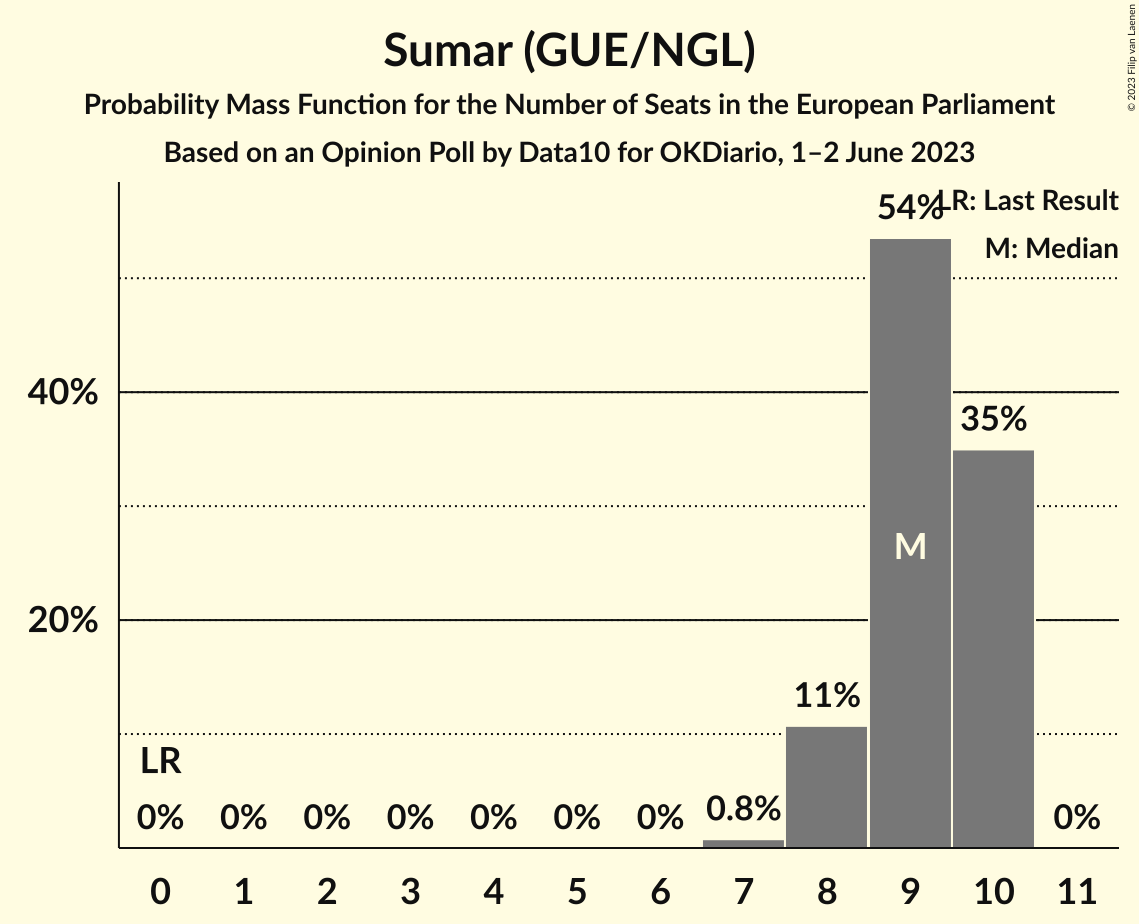 Sumar (GUE/NGL)
Probability Mass Function for the Number of Seats in the European Parliament
Based on an Opinion Poll by Data10 for OKDiario, 1–2 June 2023
© 2023 Filip van Laenen
LR: Last Result
M: Median
54%
40%
35%
M
20%
11%
LR
0.8%
0% 0% 0% 0% 0% 0% 0% 0%
0 1 2 3 4 5 6 7 8 9 10 11